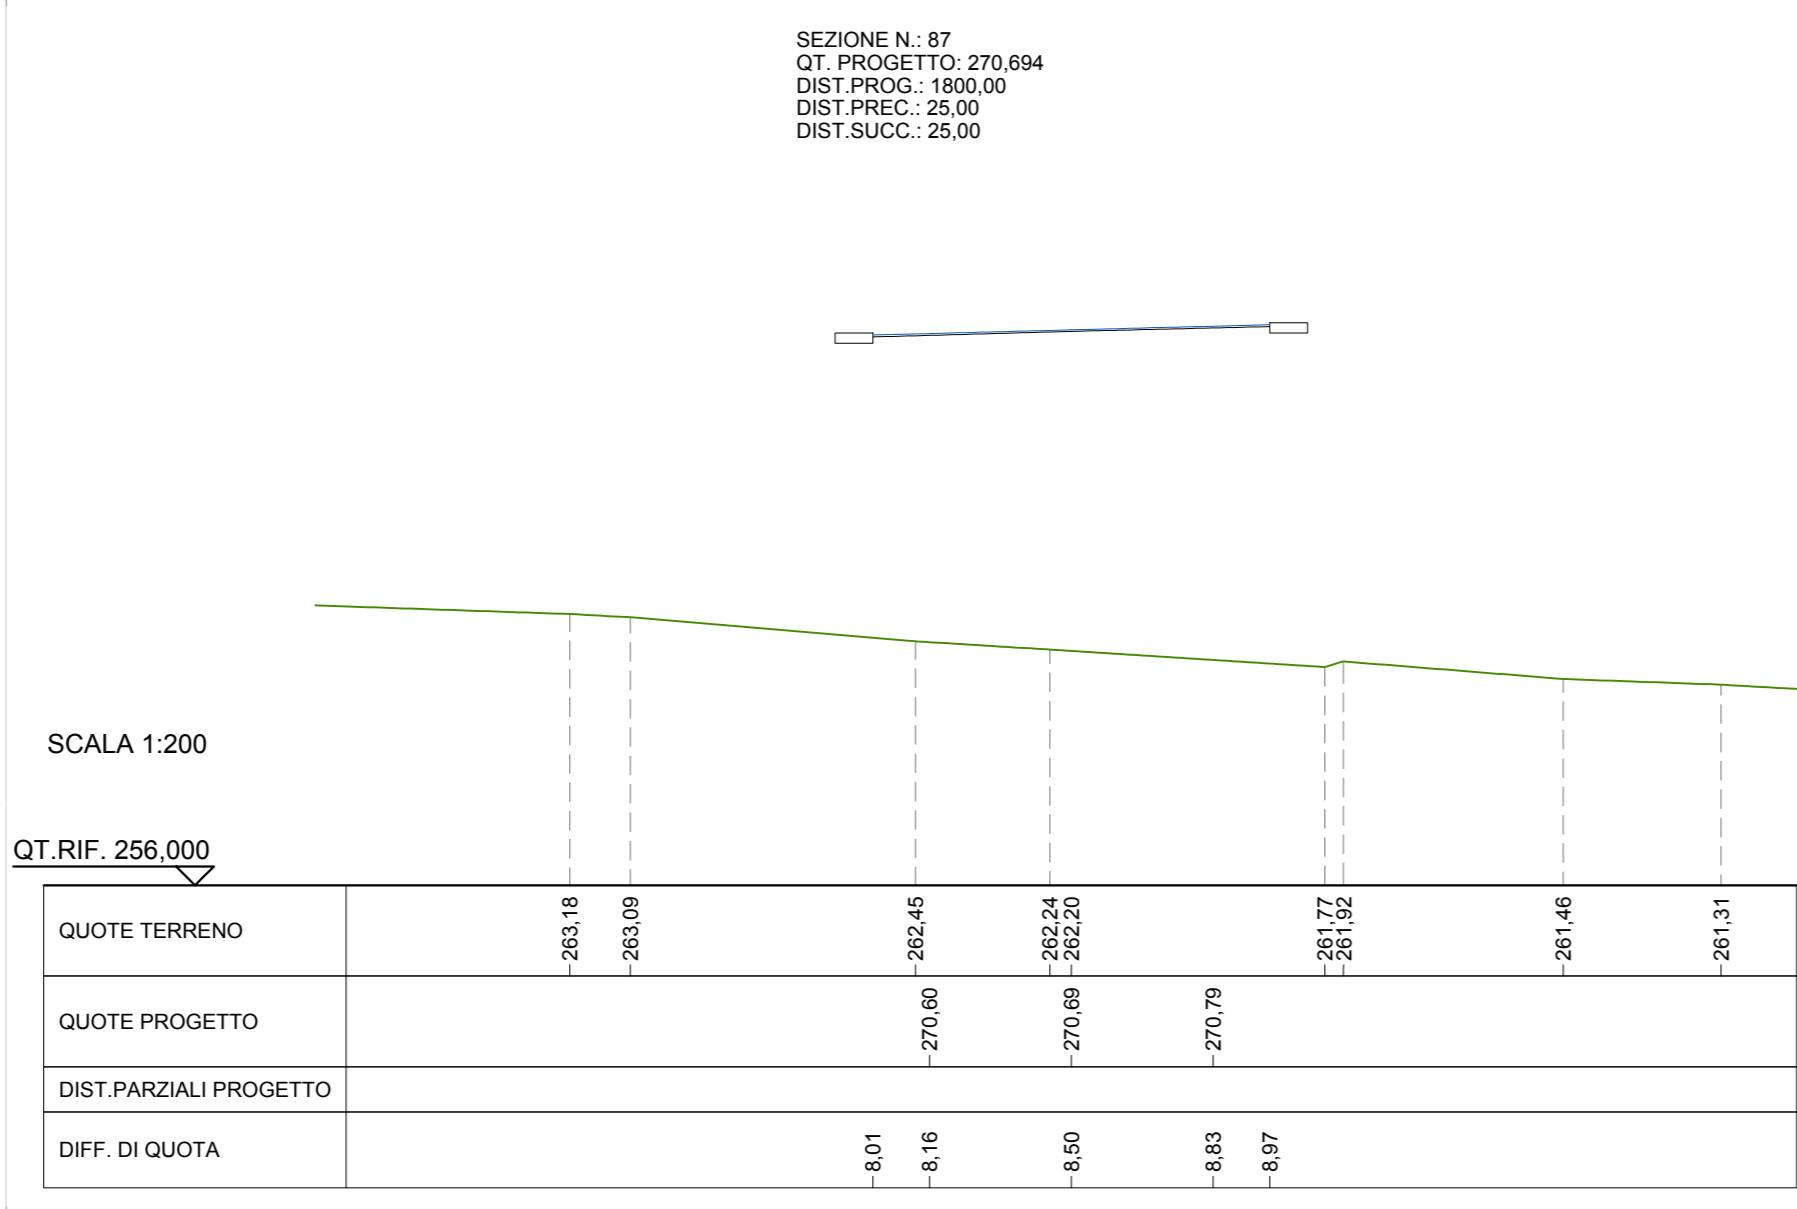 SEZIONE N.: 87
QT. PROGETTO: 270,694
DIST.PROG.: 1800,00
DIST.PREC.: 25,00
DIST.SUCC.: 25,00
SCALA 1:200
QT.RIF. 256,000
QUOTE TERRENO 263,18 263,09 262,45 262,24 262,20 261,77 261,92 261,46 261,31
QUOTE PROGETTO 270,60 270,69 270,79
DIST.PARZIALI PROGETTO
DIFF. DI QUOTA 8,01 8,16 8,50 8,83 8,97